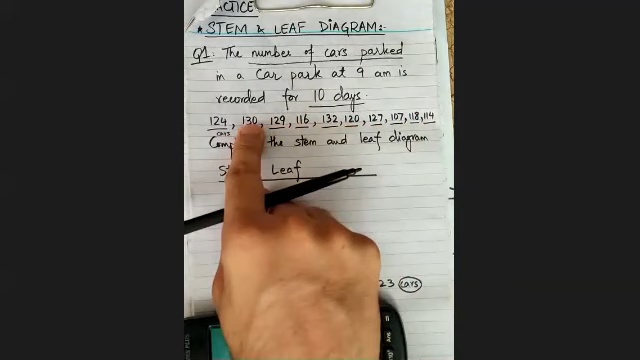 PRACTICE
* STEM & LEAF DIAGRAM:-
Q1. The number of cars parked
in a Car park at 9 am is
recorded for 10 days.
124, 130, 129, 116, 132, 120, 127, 107, 118, 114
cars
the stem and leaf diagram
Leaf
23 cars